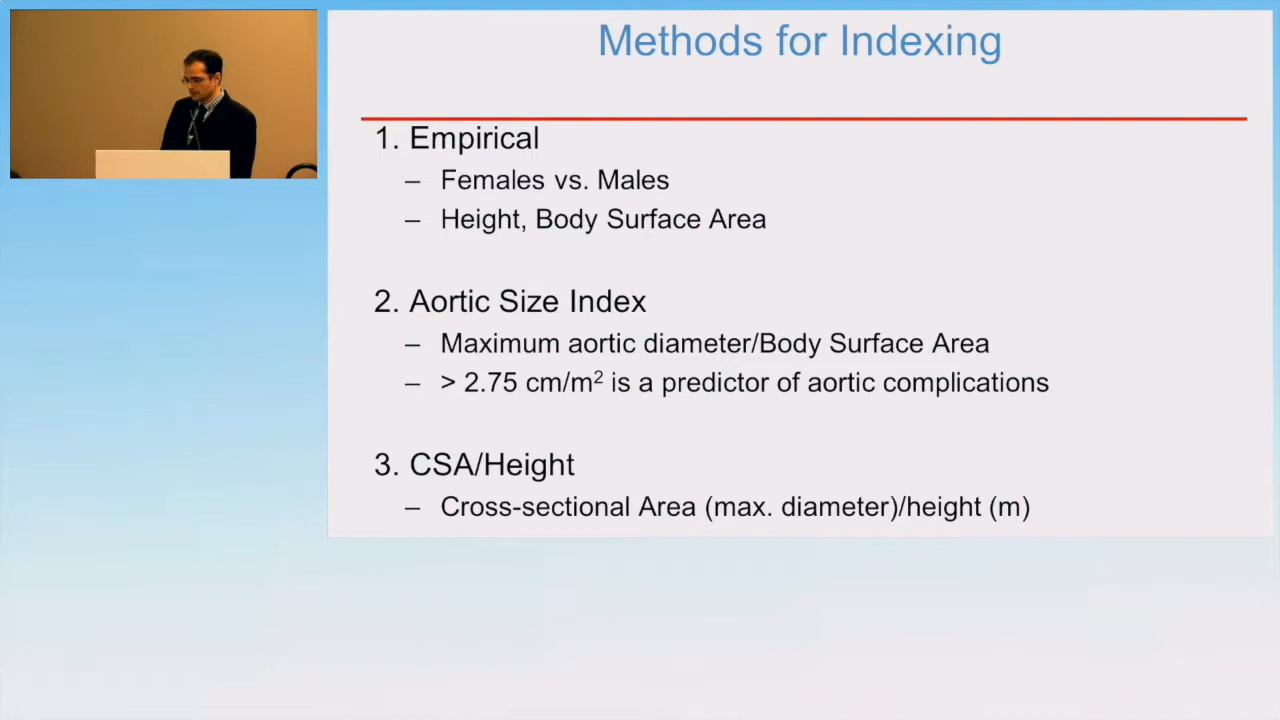 Methods for Indexing
1. Empirical
– Females vs. Males
– Height, Body Surface Area
2. Aortic Size Index
– Maximum aortic diameter/Body Surface Area
– > 2.75 cm/m² is a predictor of aortic complications
3. CSA/Height
– Cross-sectional Area (max. diameter)/height (m)